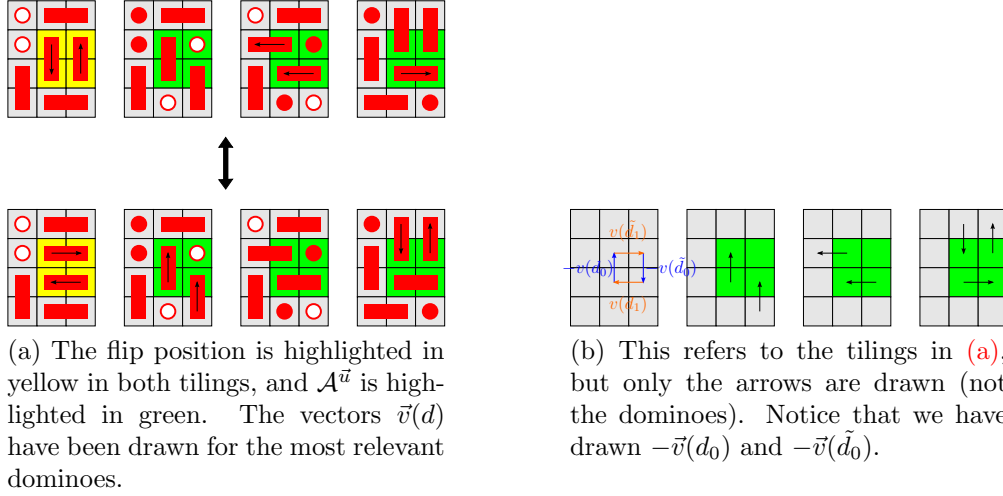 v(d̃₁)
−v(d₀)
−v(d̃₀)
v(d₁)
(a) The flip position is highlighted in
yellow in both tilings, and 𝒜^{u⃗} is high-
lighted in green. The vectors v⃗(d)
have been drawn for the most relevant
dominoes.
(b) This refers to the tilings in (a),
but only the arrows are drawn (not
the dominoes). Notice that we have
drawn −v⃗(d₀) and −v⃗(d̃₀).